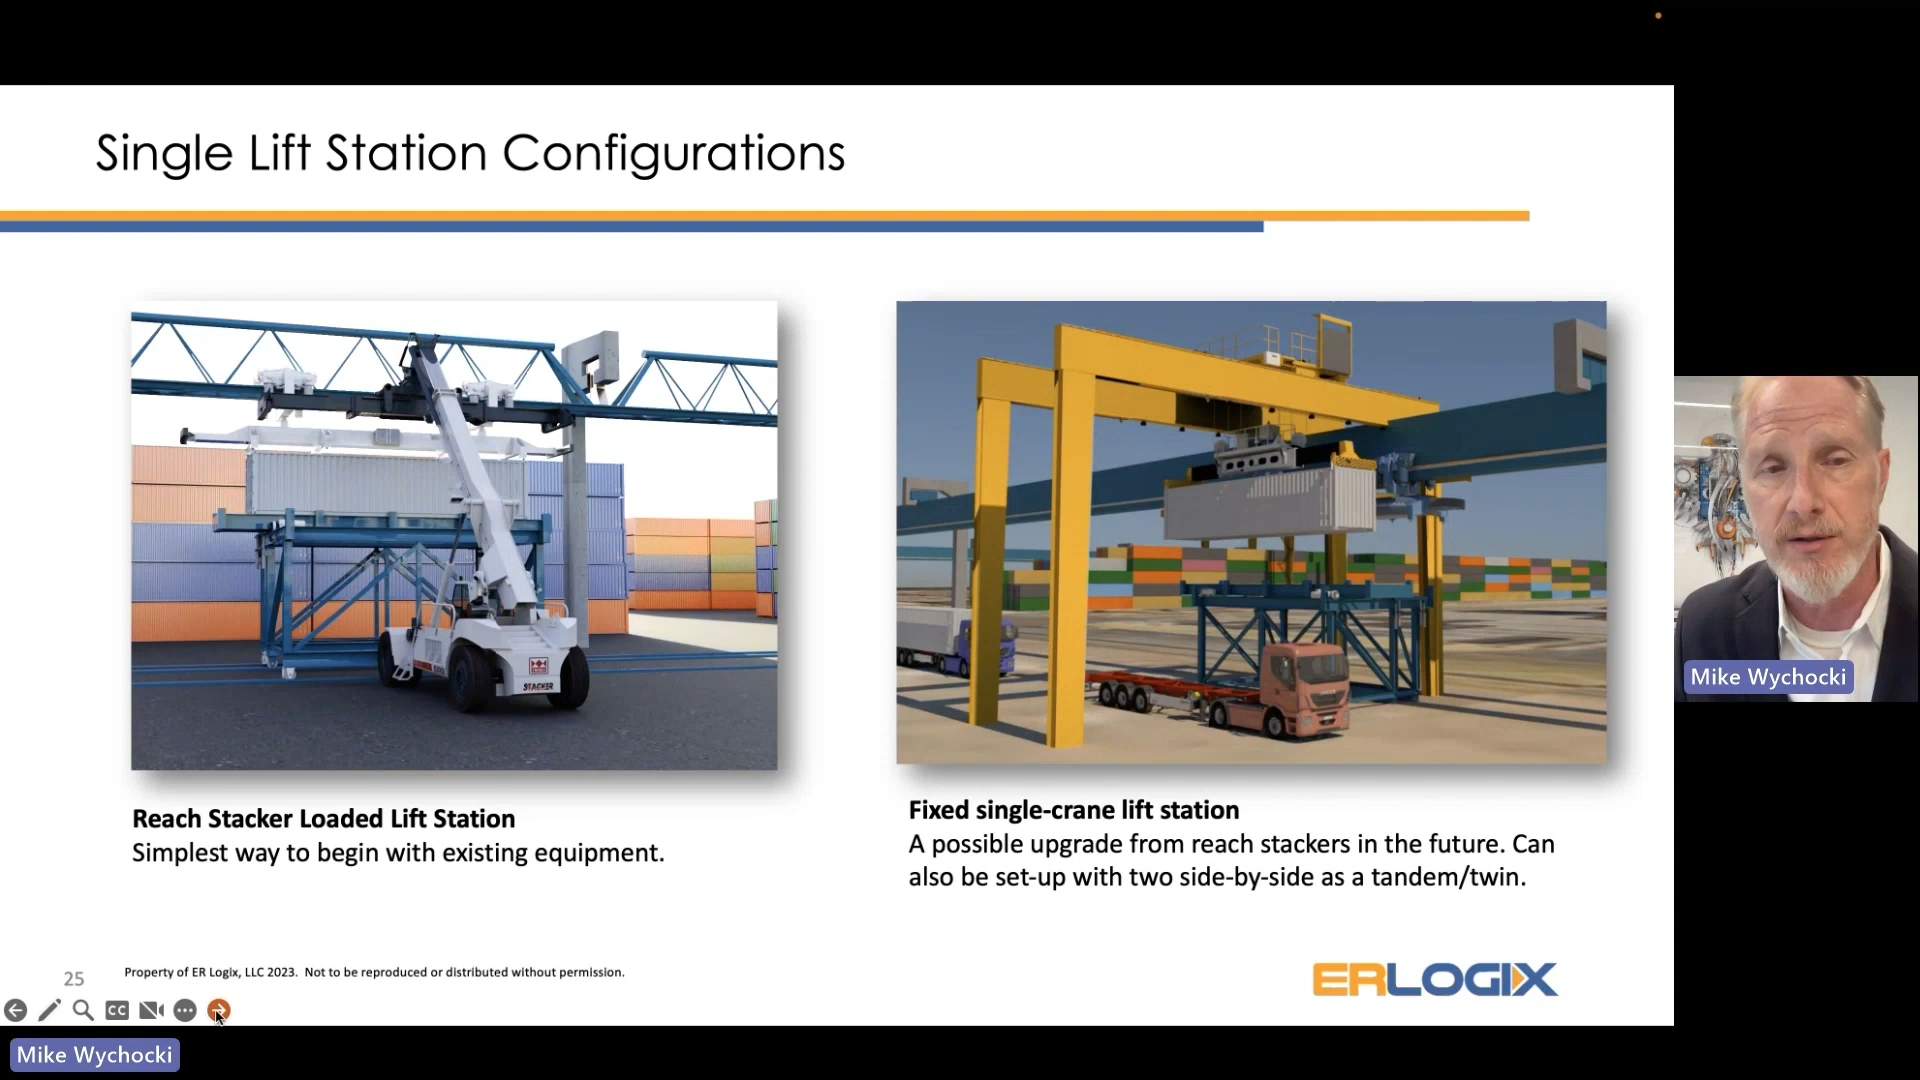 Single Lift Station Configurations
STACKER
Reach Stacker Loaded Lift Station
Simplest way to begin with existing equipment.
Fixed single-crane lift station
A possible upgrade from reach stackers in the future. Can
also be set-up with two side-by-side as a tandem/twin.
Mike Wychocki
25
Property of ER Logix, LLC 2023. Not to be reproduced or distributed without permission.
ERLOGIX
CC
Mike Wychocki